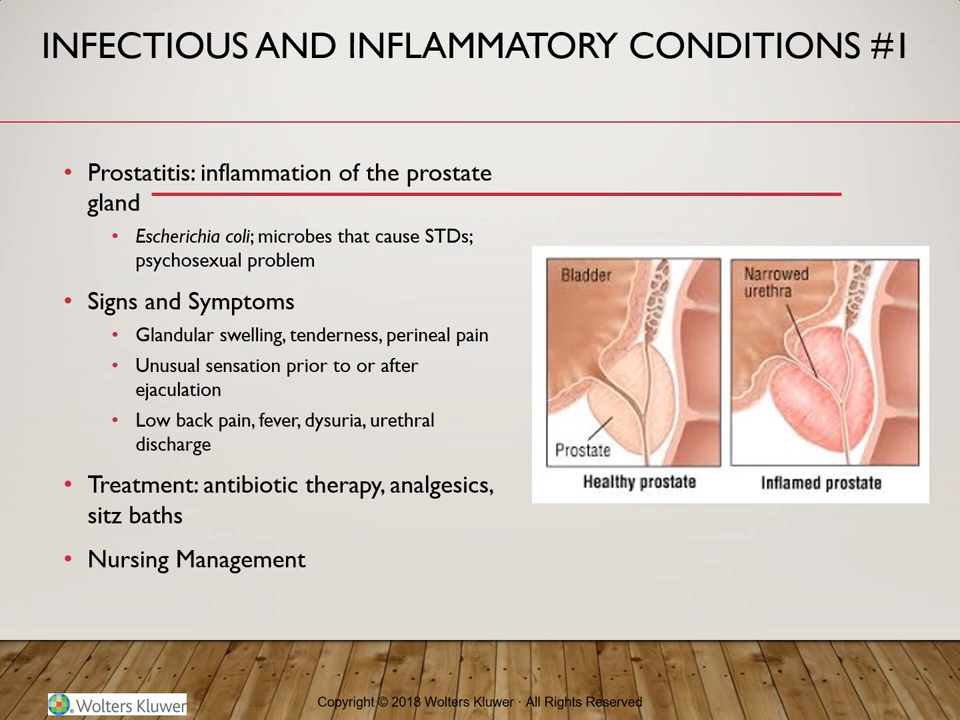 INFECTIOUS AND INFLAMMATORY CONDITIONS #1
• Prostatitis: inflammation of the prostate
gland
• Escherichia coli; microbes that cause STDs;
psychosexual problem
• Signs and Symptoms
• Glandular swelling, tenderness, perineal pain
• Unusual sensation prior to or after
ejaculation
• Low back pain, fever, dysuria, urethral
discharge
• Treatment: antibiotic therapy, analgesics,
sitz baths
• Nursing Management
Bladder
Prostate
Healthy prostate
Narrowed
urethra
Inflamed prostate
Wolters Kluwer
Copyright © 2018 Wolters Kluwer · All Rights Reserved